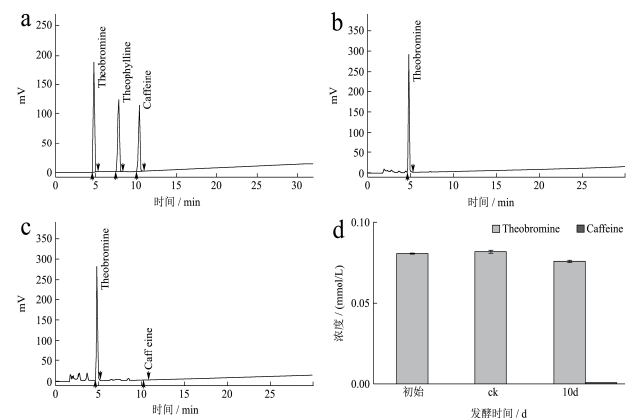 a
250
200
150
100
50
0
mV
Theobromine
Theophylline
Caffeine
0 5 10 15 20 25 30
时间 / min
b
350
300
250
200
150
100
50
0
mV
Theobromine
0 5 10 15 20 25
时间 / min
c
350
300
250
200
150
100
50
0
mV
Theobromine
Caff eine
0 5 10 15 20 25
时间 / min
d
Theobromine Caffeine
0.10
0.05
0.00
浓度 / (mmol/L)
初始 ck 10d
发酵时间 / d